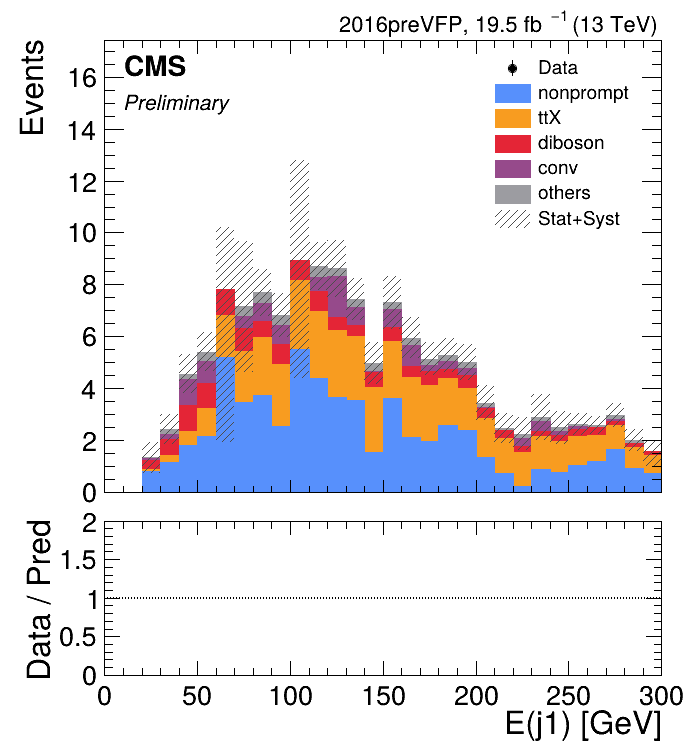 2016preVFP, 19.5 fb ⁻¹ (13 TeV)
Events
CMS
Preliminary
Data
nonprompt
ttX
diboson
conv
others
Stat+Syst
16
14
12
10
8
6
4
2
0
Data / Pred
2
1.5
1
0.5
0
0 50 100 150 200 250 300
E(j1) [GeV]